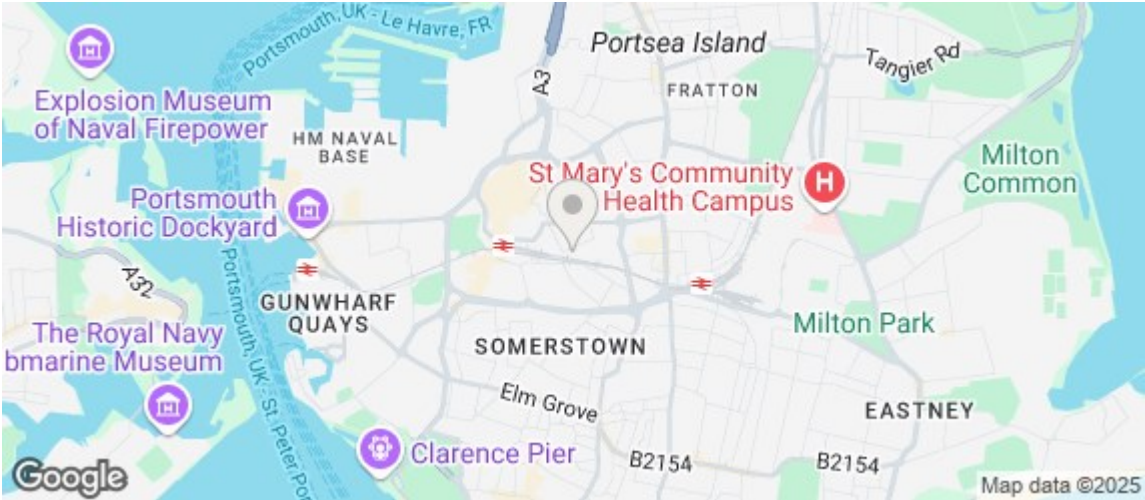 Portsmouth, UK - Le Havre, FR
Portsea Island
Tangier Rd
A3
FRATTON
Explosion Museum
of Naval Firepower
HM NAVAL
BASE
St Mary's Community
Health Campus
H
Milton
Common
Portsmouth
Historic Dockyard
A32
Portsmouth, UK - St. Peter Por
GUNWHARF
QUAYS
The Royal Navy
bmarine Museum
Milton Park
SOMERSTOWN
Elm Grove
EASTNEY
Clarence Pier
B2154
B2154
Google
Map data ©2025